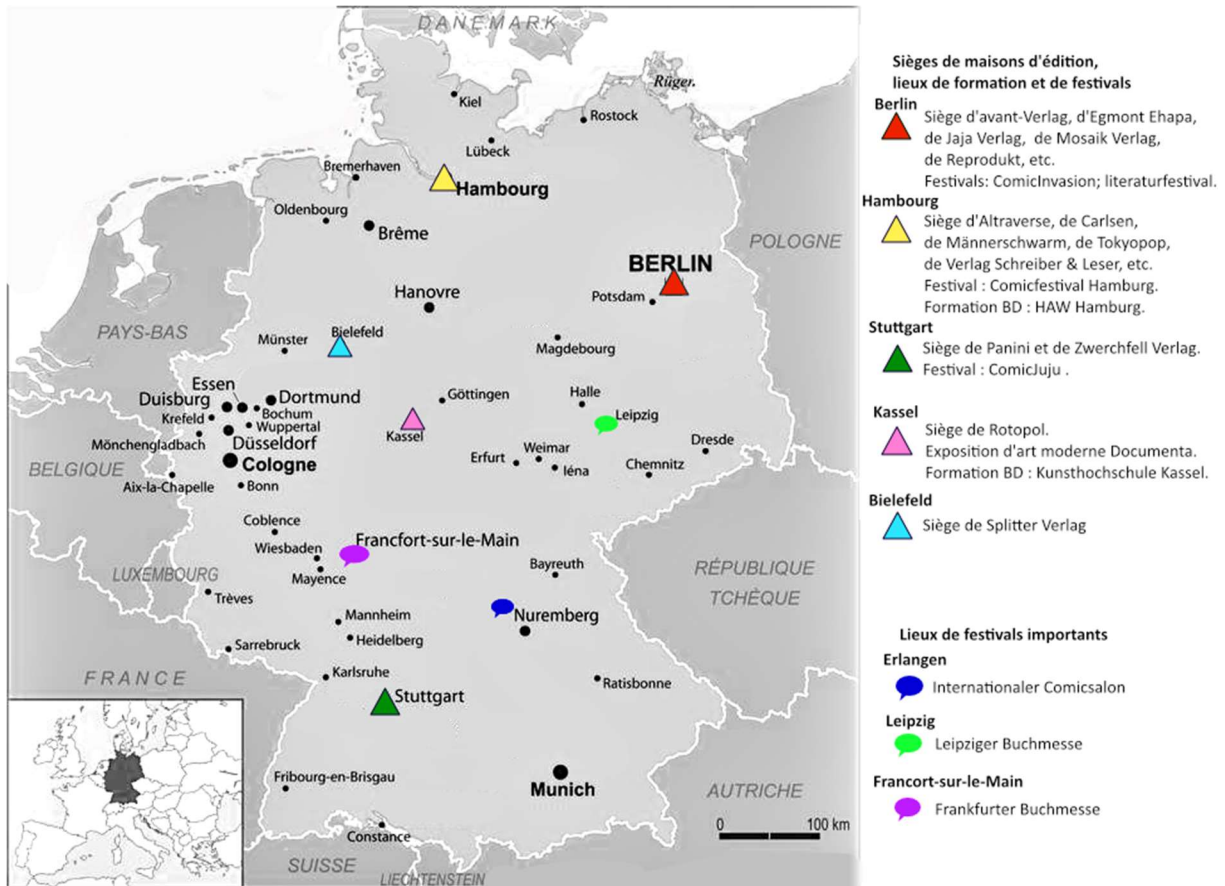 DANEMARK
Rüger.
Kiel
Rostock
Lübeck
Bremerhaven
Hambourg
Oldenbourg
Brême
POLOGNE
BERLIN
Potsdam
Hanovre
PAYS-BAS
Bielefeld
Münster
Magdebourg
Essen
Duisburg
Dortmund
Göttingen
Halle
Krefeld
Bochum
Wuppertal
Leipzig
Mönchengladbach
Düsseldorf
Kassel
Dresde
BELGIQUE
Cologne
Weimar
Erfurt
Iéna
Chemnitz
Aix-la-Chapelle
Bonn
Coblence
Francfort-sur-le-Main
Wiesbaden
Mayence
Bayreuth
RÉPUBLIQUE
TCHÈQUE
LUXEMBOURG
Trèves
Nuremberg
Mannheim
Heidelberg
Sarrebruck
FRANCE
Karlsruhe
Ratisbonne
Stuttgart
Fribourg-en-Brisgau
Munich
AUTRICHE
Constance
0 100 km
SUISSE
LIECHTENSTEIN
Sièges de maisons d'édition,
lieux de formation et de festivals
Berlin
Siège d'avant-Verlag, d'Egmont Ehapa,
de Jaja Verlag, de Mosaik Verlag,
de Reprodukt, etc.
Festivals: ComicInvasion; literaturfestival.
Hambourg
Siège d'Altraverse, de Carlsen,
de Männerschwarm, de Tokyopop,
de Verlag Schreiber & Leser, etc.
Festival : Comicfestival Hamburg.
Formation BD : HAW Hamburg.
Stuttgart
Siège de Panini et de Zwerchfell Verlag.
Festival : ComicJuju .
Kassel
Siège de Rotopol.
Exposition d'art moderne Documenta.
Formation BD : Kunsthochschule Kassel.
Bielefeld
Siège de Splitter Verlag
Lieux de festivals importants
Erlangen
Internationaler Comicsalon
Leipzig
Leipziger Buchmesse
Francort-sur-le-Main
Frankfurter Buchmesse